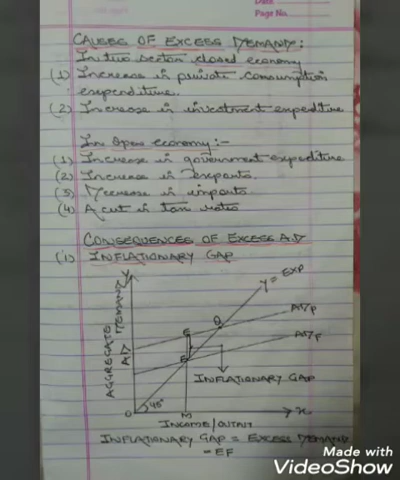 Date
Page No.
CAUSES OF EXCESS DEMAND:
In two sector closed economy
(1) Increase in private consumption
expenditure.
(2) Increase in investment expenditure
In Open economy:-
(1) Increase in government expenditure
(2) Increase in exports.
(3) Decrease in imports
(4) A cut in tax rates
CONSEQUENCES OF EXCESS A.D
(i) INFLATIONARY GAP
Y
Y = EXP
ADP
ADF
AGGREGATE DEMAND
AD
E
Q
INFLATIONARY GAP
45°
O
M
X
INCOME/OUTPUT
INFLATIONARY GAP = EXCESS DEMAND
= EF
Made with
VideoShow